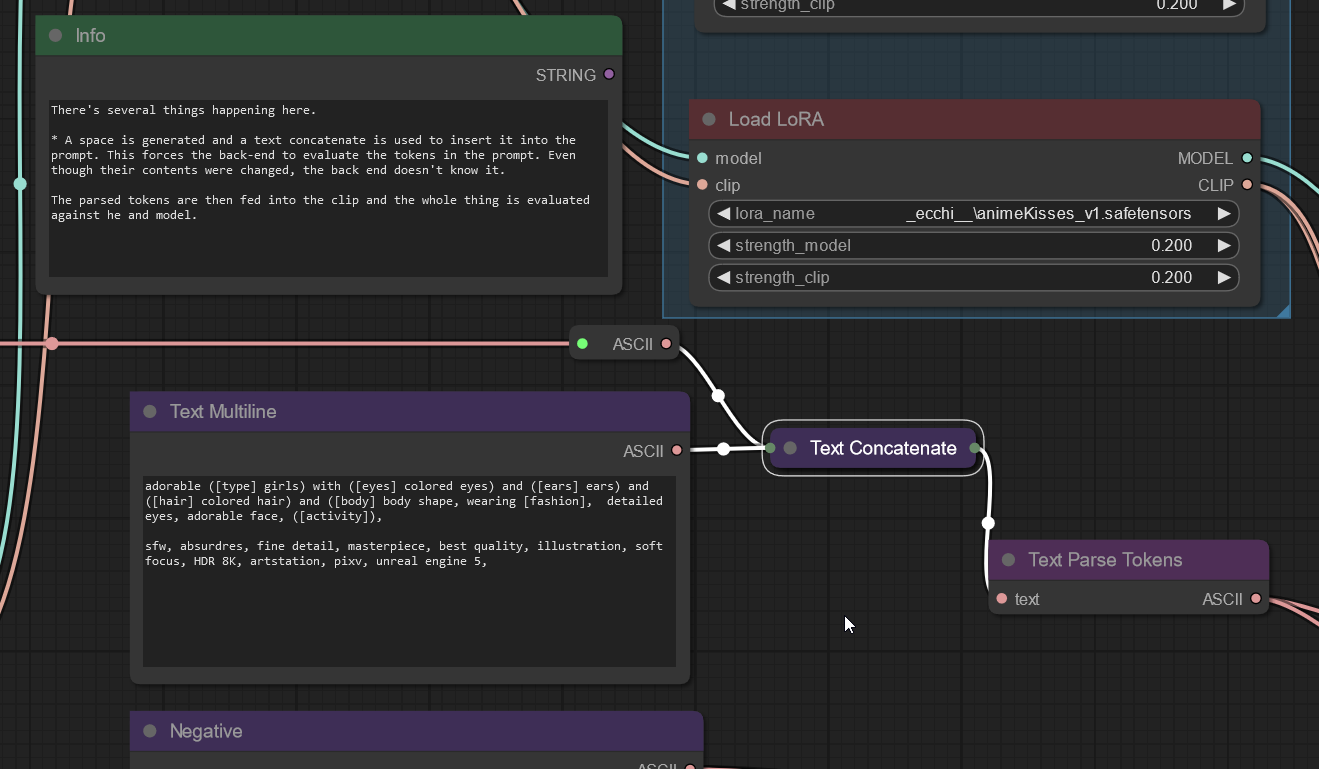 strength_clip 0.200
Info
STRING
There's several things happening here.
* A space is generated and a text concatenate is used to insert it into the
prompt. This forces the back-end to evaluate the tokens in the prompt. Even
though their contents were changed, the back end doesn't know it.
The parsed tokens are then fed into the clip and the whole thing is evaluated
against he and model.
Load LoRA
model MODEL
clip CLIP
lora_name _ecchi__\animeKisses_v1.safetensors
strength_model 0.200
strength_clip 0.200
ASCII
Text Multiline
ASCII
adorable ([type] girls) with ([eyes] colored eyes) and ([ears] ears) and
([hair] colored hair) and ([body] body shape, wearing [fashion],  detailed
eyes, adorable face, ([activity]),
sfw, absurdres, fine detail, masterpiece, best quality, illustration, soft
focus, HDR 8K, artstation, pixv, unreal engine 5,
Text Concatenate
Text Parse Tokens
text ASCII
Negative
ASCII